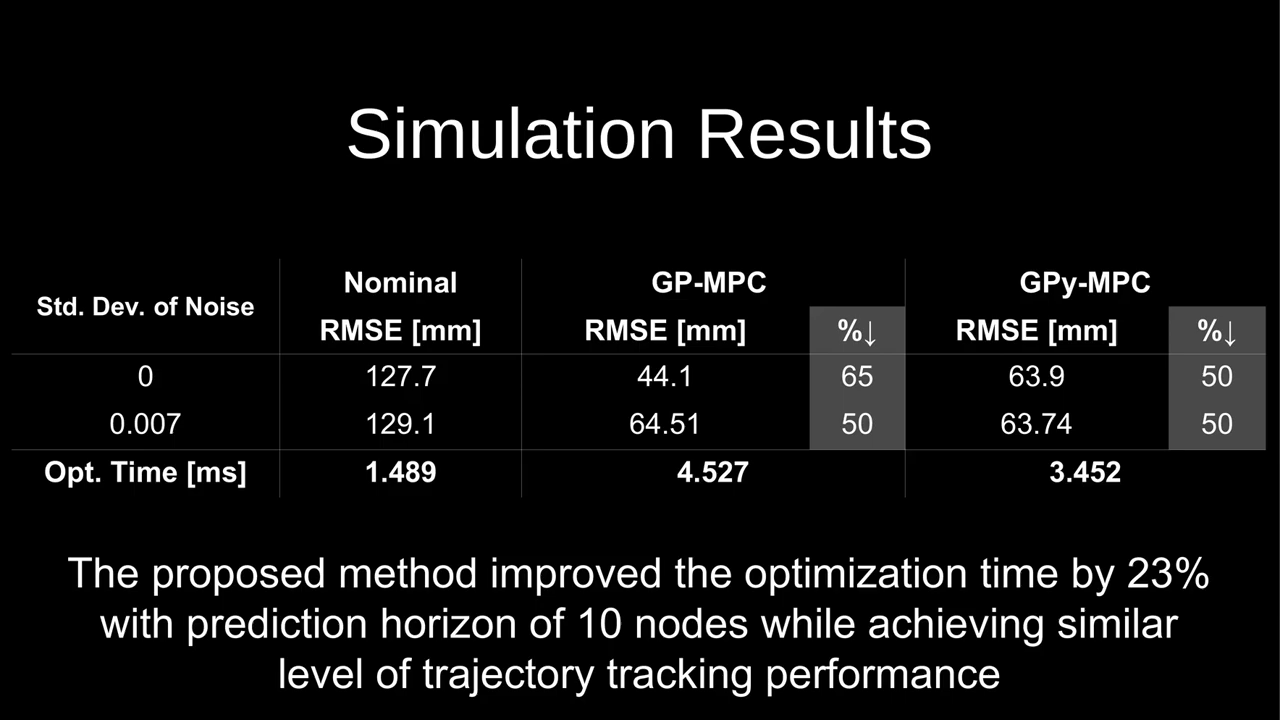 Simulation Results
Std. Dev. of Noise Nominal GP-MPC GPy-MPC
RMSE [mm] RMSE [mm] %↓ RMSE [mm] %↓
0 127.7 44.1 65 63.9 50
0.007 129.1 64.51 50 63.74 50
Opt. Time [ms] 1.489 4.527 3.452
The proposed method improved the optimization time by 23%
with prediction horizon of 10 nodes while achieving similar
level of trajectory tracking performance